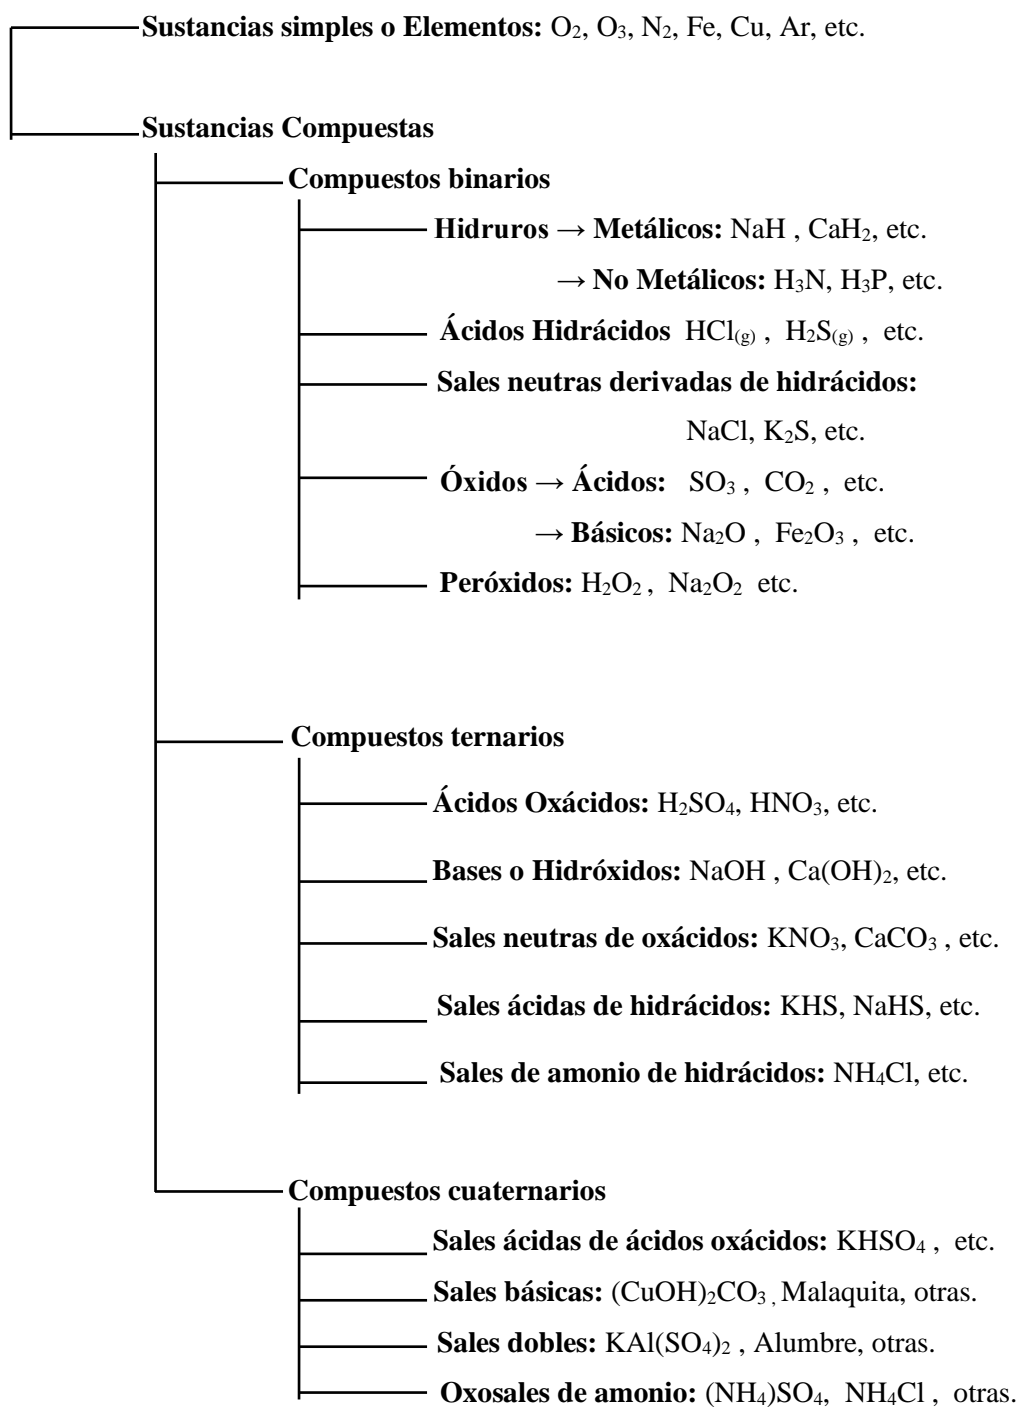 Sustancias simples o Elementos: O₂, O₃, N₂, Fe, Cu, Ar, etc.
Sustancias Compuestas
Compuestos binarios
Hidruros → Metálicos: NaH , CaH₂, etc.
→ No Metálicos: H₃N, H₃P, etc.
Ácidos Hidrácidos HCl₍g₎ , H₂S₍g₎ , etc.
Sales neutras derivadas de hidrácidos:
NaCl, K₂S, etc.
Óxidos → Ácidos: SO₃ , CO₂ , etc.
→ Básicos: Na₂O , Fe₂O₃ , etc.
Peróxidos: H₂O₂ , Na₂O₂ etc.
Compuestos ternarios
Ácidos Oxácidos: H₂SO₄, HNO₃, etc.
Bases o Hidróxidos: NaOH , Ca(OH)₂, etc.
Sales neutras de oxácidos: KNO₃, CaCO₃ , etc.
Sales ácidas de hidrácidos: KHS, NaHS, etc.
Sales de amonio de hidrácidos: NH₄Cl, etc.
Compuestos cuaternarios
Sales ácidas de ácidos oxácidos: KHSO₄ , etc.
Sales básicas: (CuOH)₂CO₃ , Malaquita, otras.
Sales dobles: KAl(SO₄)₂ , Alumbre, otras.
Oxosales de amonio: (NH₄)SO₄, NH₄Cl , otras.